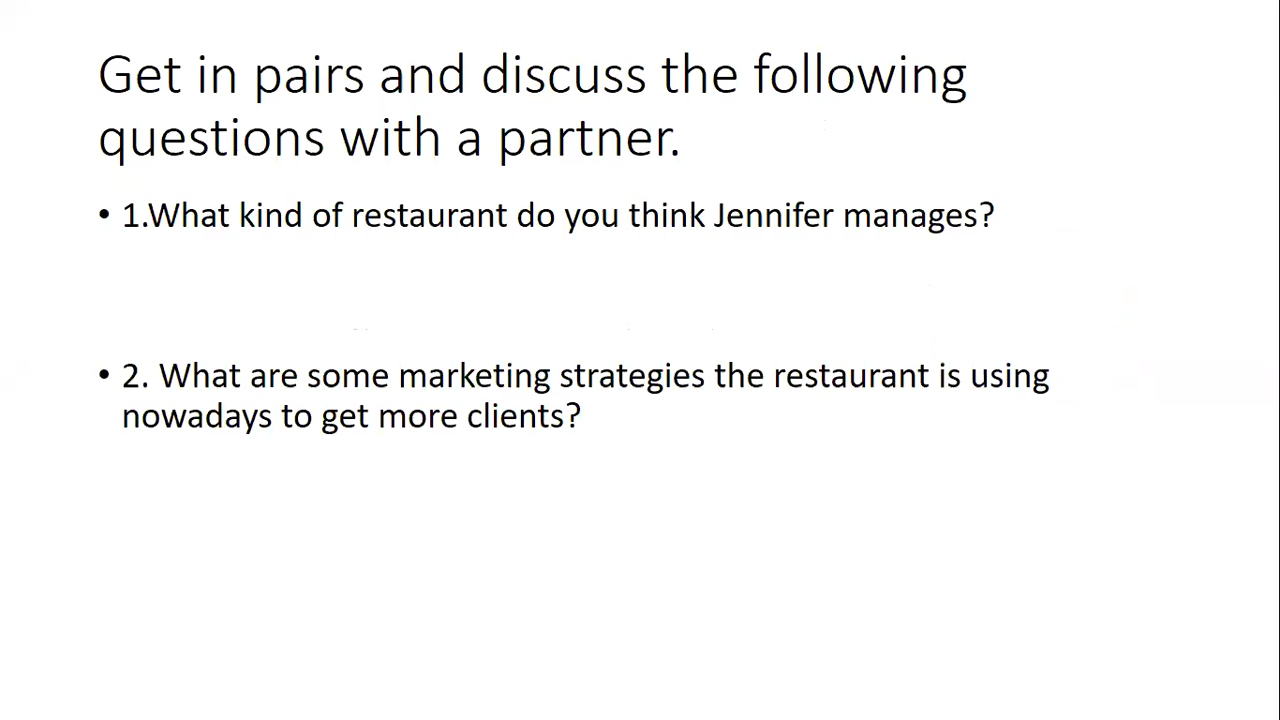 Get in pairs and discuss the following
questions with a partner.
• 1.What kind of restaurant do you think Jennifer manages?
• 2. What are some marketing strategies the restaurant is using
nowadays to get more clients?